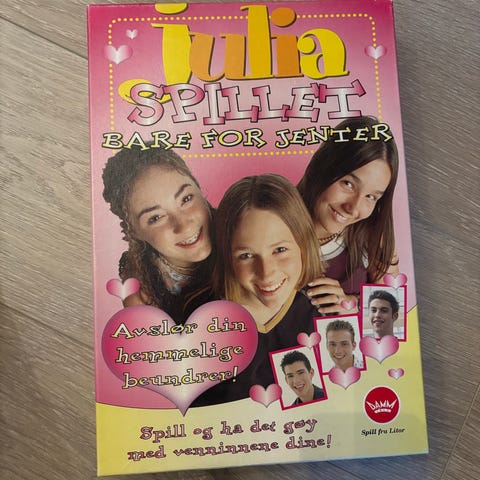 Julia
SPILLET
BARE FOR JENTER
Avslør din
hemmelige
beundrer!
DAMM
Spill og ha det gøy
med venninnene dine!
Spill fra Litor